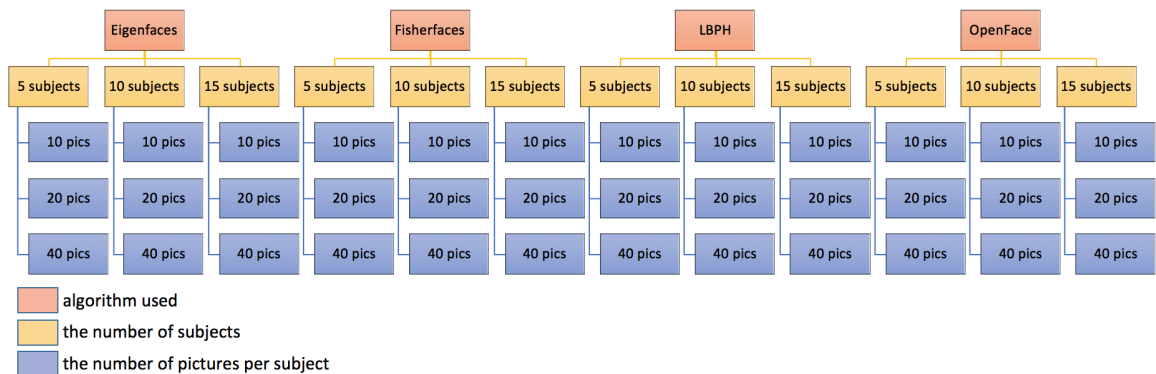 Eigenfaces Fisherfaces LBPH OpenFace
5 subjects 10 subjects 15 subjects 5 subjects 10 subjects 15 subjects 5 subjects 10 subjects 15 subjects 5 subjects 10 subjects 15 subjects
10 pics 10 pics 10 pics 10 pics 10 pics 10 pics 10 pics 10 pics 10 pics 10 pics 10 pics 10 pics
20 pics 20 pics 20 pics 20 pics 20 pics 20 pics 20 pics 20 pics 20 pics 20 pics 20 pics 20 pics
40 pics 40 pics 40 pics 40 pics 40 pics 40 pics 40 pics 40 pics 40 pics 40 pics 40 pics 40 pics
algorithm used
the number of subjects
the number of pictures per subject